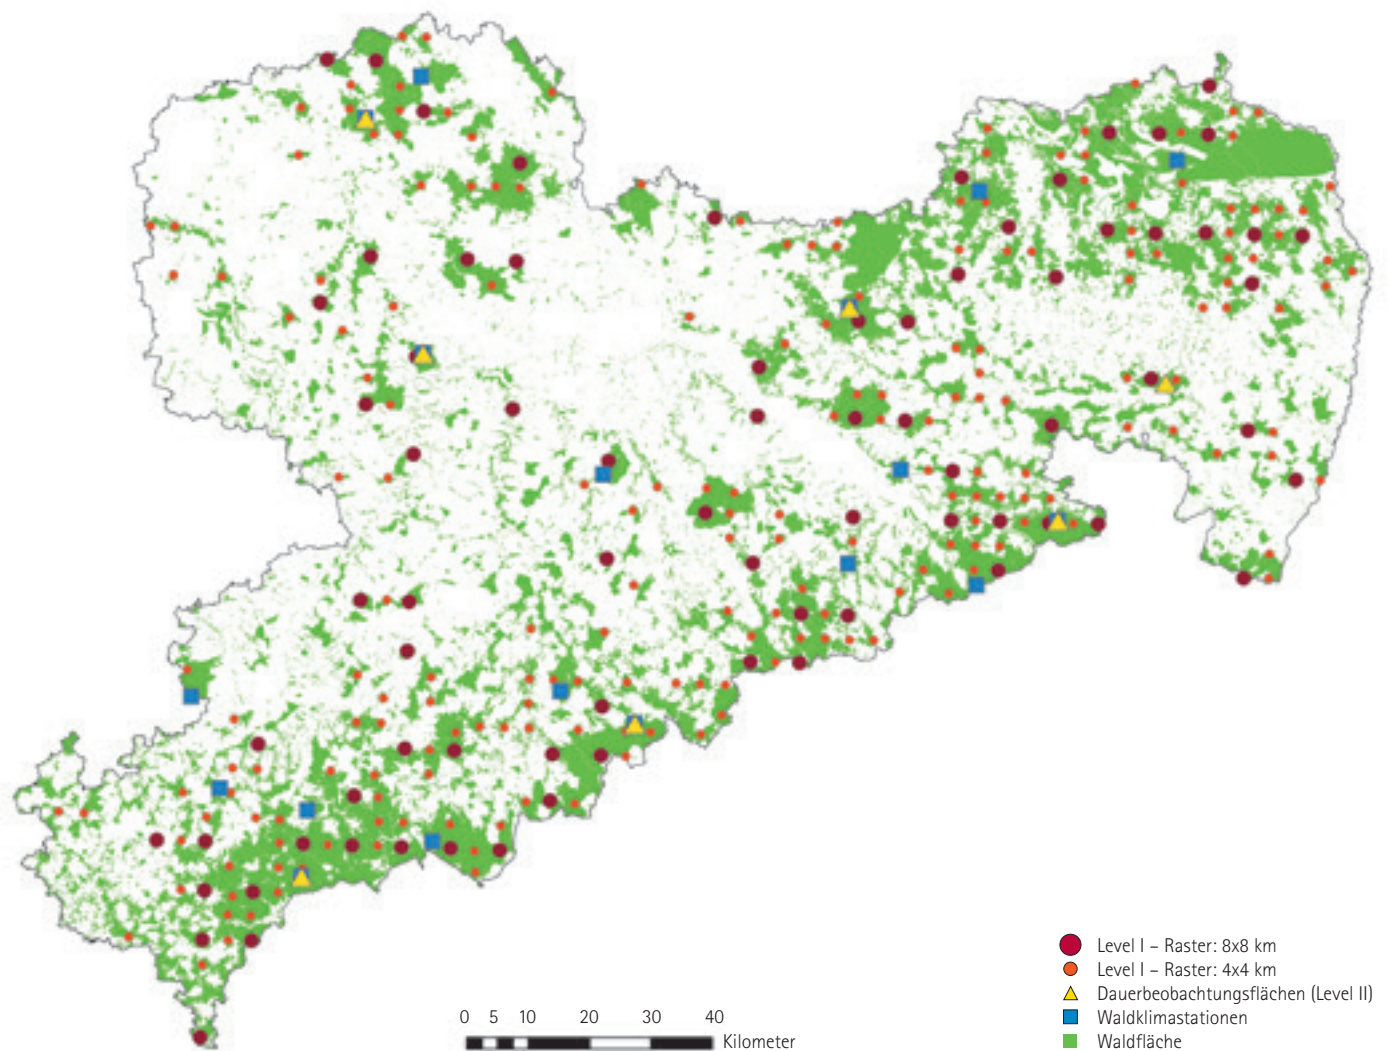 Level I – Raster: 8x8 km
Level I – Raster: 4x4 km
Dauerbeobachtungsflächen (Level II)
Waldklimastationen
Waldfläche
0 5 10 20 30 40
Kilometer